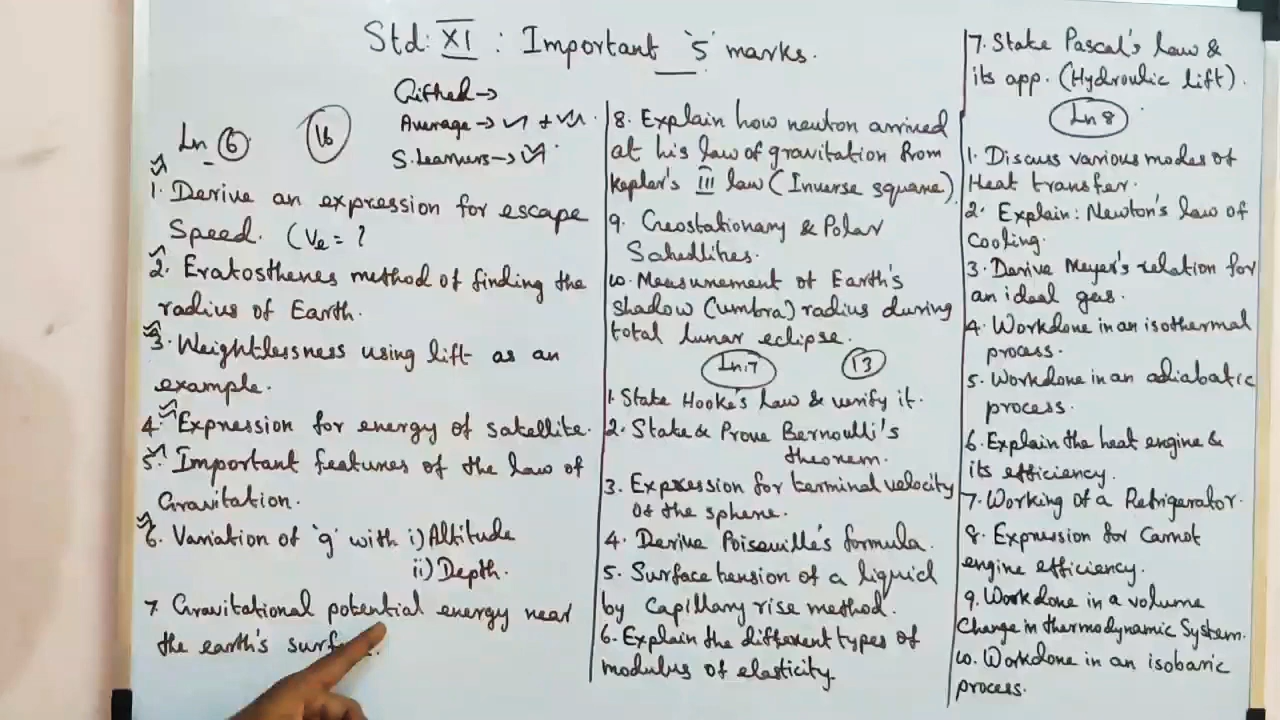 Std: XI : Important '5' marks.
Gifted →
Average → ✓ + ✓✓.
S. Learners → ✓✓
Ln 6 16
1. Derive an expression for escape
Speed. (Ve = ?
2. Eratosthenes method of finding the
radius of Earth.
3. Weightlessness using lift as an
example.
4. Expression for energy of satellite.
5. Important features of the law of
Gravitation.
6. Variation of 'g' with i) Altitude
ii) Depth.
7. Gravitational potential energy near
the earth's surf
8. Explain how newton arrived
at his law of gravitation from
kepler's III law (Inverse square)
9. Geostationary & Polar
Satellites.
10. Measurement of Earth's
shadow (umbra) radius during
total lunar eclipse.
Ln:7 13
1. State Hooke's Law & verify it.
2. State & Prove Bernoulli's
theorem.
3. Expression for terminal velocity
Of the sphere.
4. Derive Poiseuille's formula.
5. Surface tension of a liquid
by Capillary rise method.
6. Explain the different types of
modulus of elasticity.
7. State Pascal's law &
its app. (Hydraulic lift).
Ln 8
1. Discuss various modes of
Heat transfer.
2. Explain: Newton's law of
cooling.
3. Derive Meyer's relation for
an ideal gas.
4. Workdone in an isothermal
process.
5. Workdone in an adiabatic
process.
6. Explain the heat engine &
its efficiency.
7. Working of a Refrigerator.
8. Expression for Carnot
engine efficiency.
9. Work done in a volume
Change in thermodynamic System.
10. Workdone in an isobaric
process.